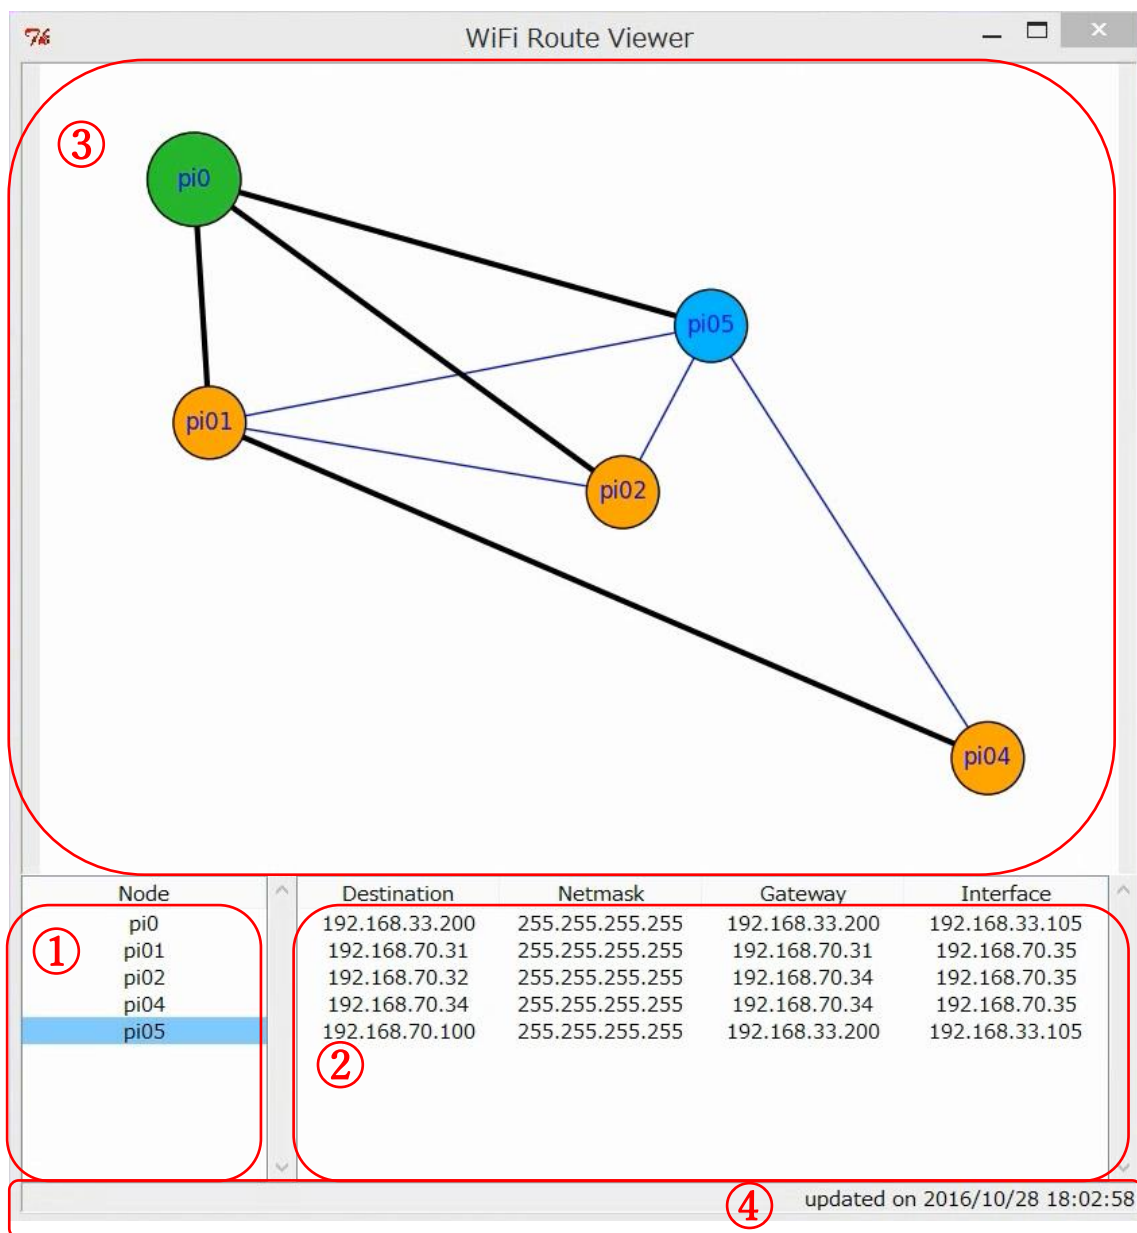 WiFi Route Viewer
③
pi0
pi05
pi01
pi02
pi04
Node
pi0
①
pi01
pi02
pi04
pi05
Destination Netmask Gateway Interface
192.168.33.200 255.255.255.255 192.168.33.200 192.168.33.105
192.168.70.31 255.255.255.255 192.168.70.31 192.168.70.35
192.168.70.32 255.255.255.255 192.168.70.34 192.168.70.35
192.168.70.34 255.255.255.255 192.168.70.34 192.168.70.35
192.168.70.100 255.255.255.255 192.168.33.200 192.168.33.105
②
④
updated on 2016/10/28 18:02:58